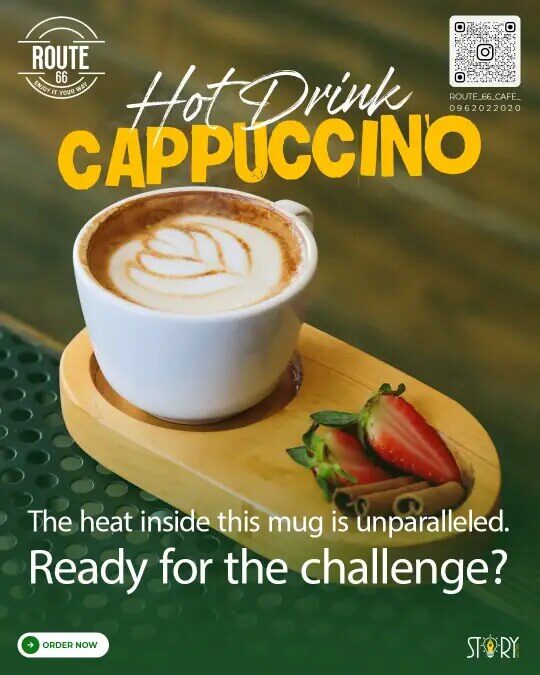 ROUTE
66
ENJOY IT YOUR WAY
ROUTE_66_CAFE_
0962022020
Hot Drink
CAPPUCCINO
The heat inside this mug is unparalleled.
Ready for the challenge?
ORDER NOW
STORY